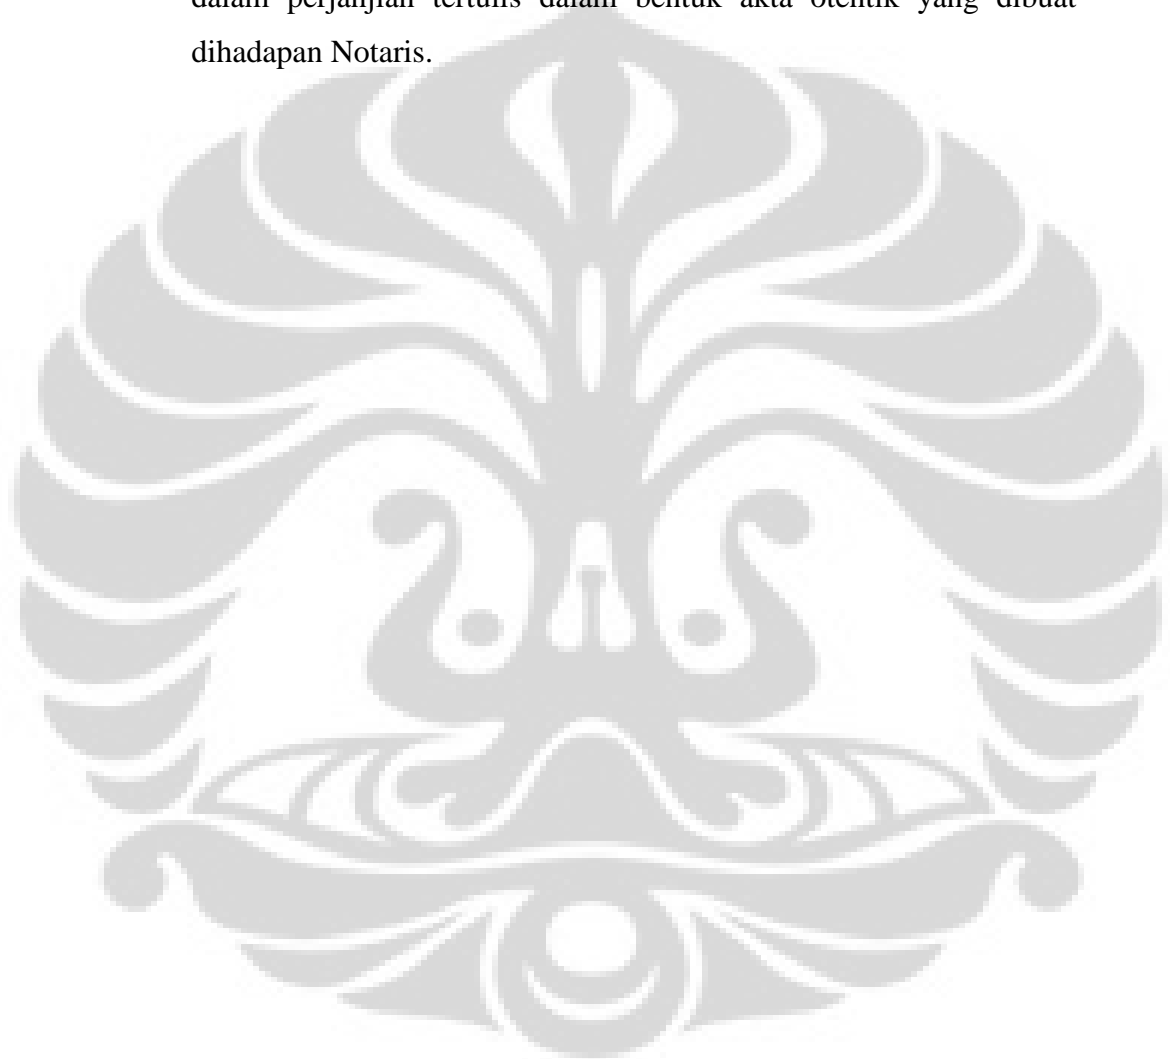 dalam perjanjian tertulis dalam bentuk akta otentik yang dibuat
dihadapan Notaris.